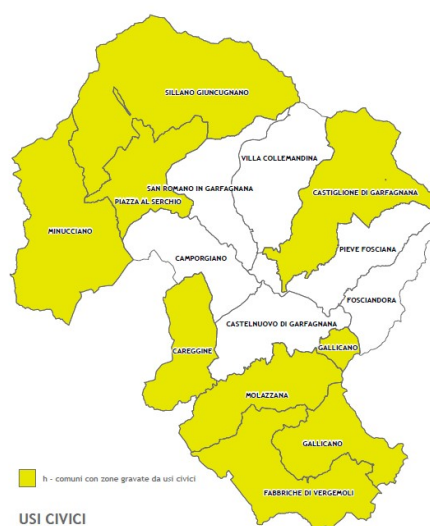 SILLANO GIUNCUGNANO
VILLA COLLEMANDINA
SAN ROMANO IN GARFAGNANA
CASTIGLIONE DI GARFAGNANA
PIAZZA AL SERCHIO
MINUCCIANO
PIEVE FOSCIANA
CAMPORGIANO
FOSCIANDORA
CASTELNUOVO DI GARFAGNANA
GALLICANO
CAREGGINE
MOLAZZANA
GALLICANO
h - comuni con zone gravate da usi civici
FABBRICHE DI VERGEMOLI
USI CIVICI